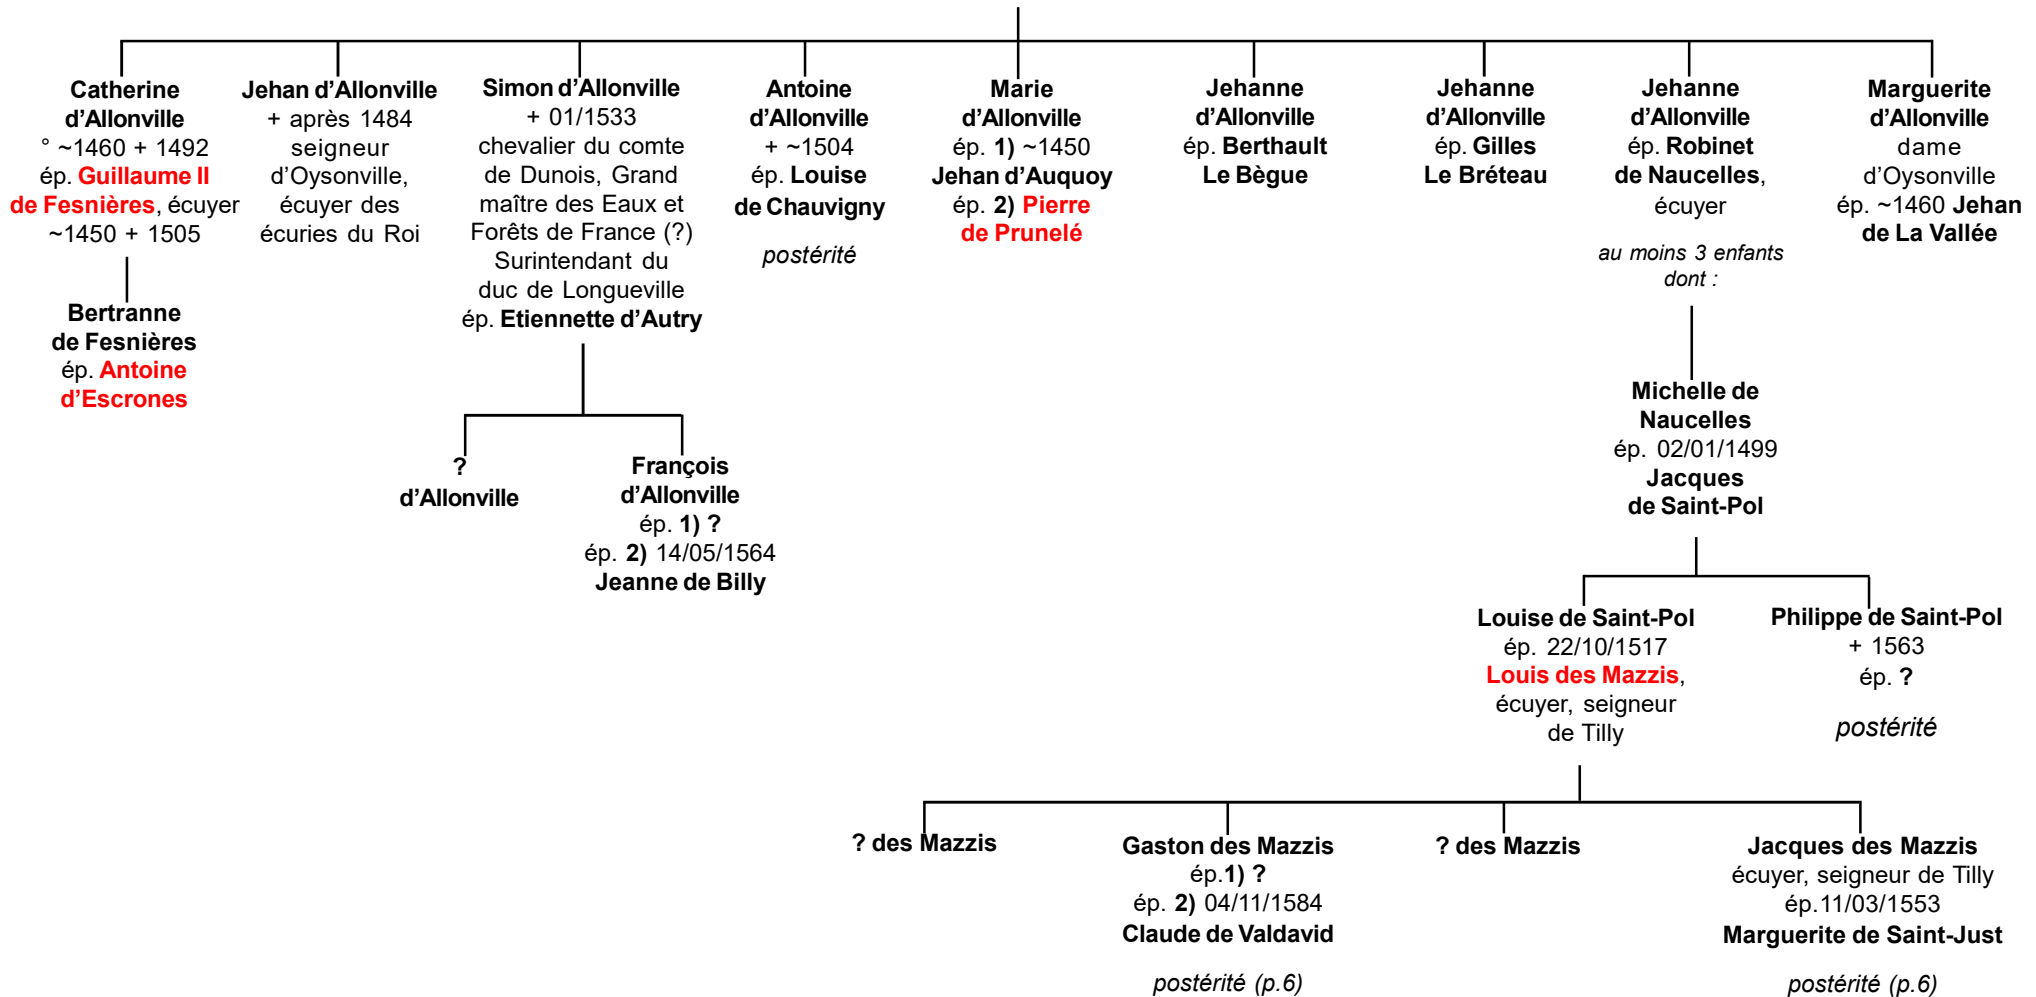 Catherine
d'Allonville
° ~1460 + 1492
ép. Guillaume II
de Fesnières, écuyer
~1450 + 1505
Bertranne
de Fesnières
ép. Antoine
d'Escrones
Jehan d'Allonville
+ après 1484
seigneur
d'Oysonville,
écuyer des
écuries du Roi
Simon d'Allonville
+ 01/1533
chevalier du comte
de Dunois, Grand
maître des Eaux et
Forêts de France (?)
Surintendant du
duc de Longueville
ép. Etiennette d'Autry
?
d'Allonville
François
d'Allonville
ép. 1) ?
ép. 2) 14/05/1564
Jeanne de Billy
Antoine
d'Allonville
+ ~1504
ép. Louise
de Chauvigny
postérité
Marie
d'Allonville
ép. 1) ~1450
Jehan d'Auquoy
ép. 2) Pierre
de Prunelé
Jehanne
d'Allonville
ép. Berthault
Le Bègue
Jehanne
d'Allonville
ép. Gilles
Le Bréteau
Jehanne
d'Allonville
ép. Robinet
de Naucelles,
écuyer
au moins 3 enfants
dont :
Michelle de
Naucelles
ép. 02/01/1499
Jacques
de Saint-Pol
Marguerite
d'Allonville
dame
d'Oysonville
ép. ~1460 Jehan
de La Vallée
Louise de Saint-Pol
ép. 22/10/1517
Louis des Mazzis,
écuyer, seigneur
de Tilly
Philippe de Saint-Pol
+ 1563
ép. ?
postérité
? des Mazzis
Gaston des Mazzis
ép.1) ?
ép. 2) 04/11/1584
Claude de Valdavid
postérité (p.6)
? des Mazzis
Jacques des Mazzis
écuyer, seigneur de Tilly
ép.11/03/1553
Marguerite de Saint-Just
postérité (p.6)